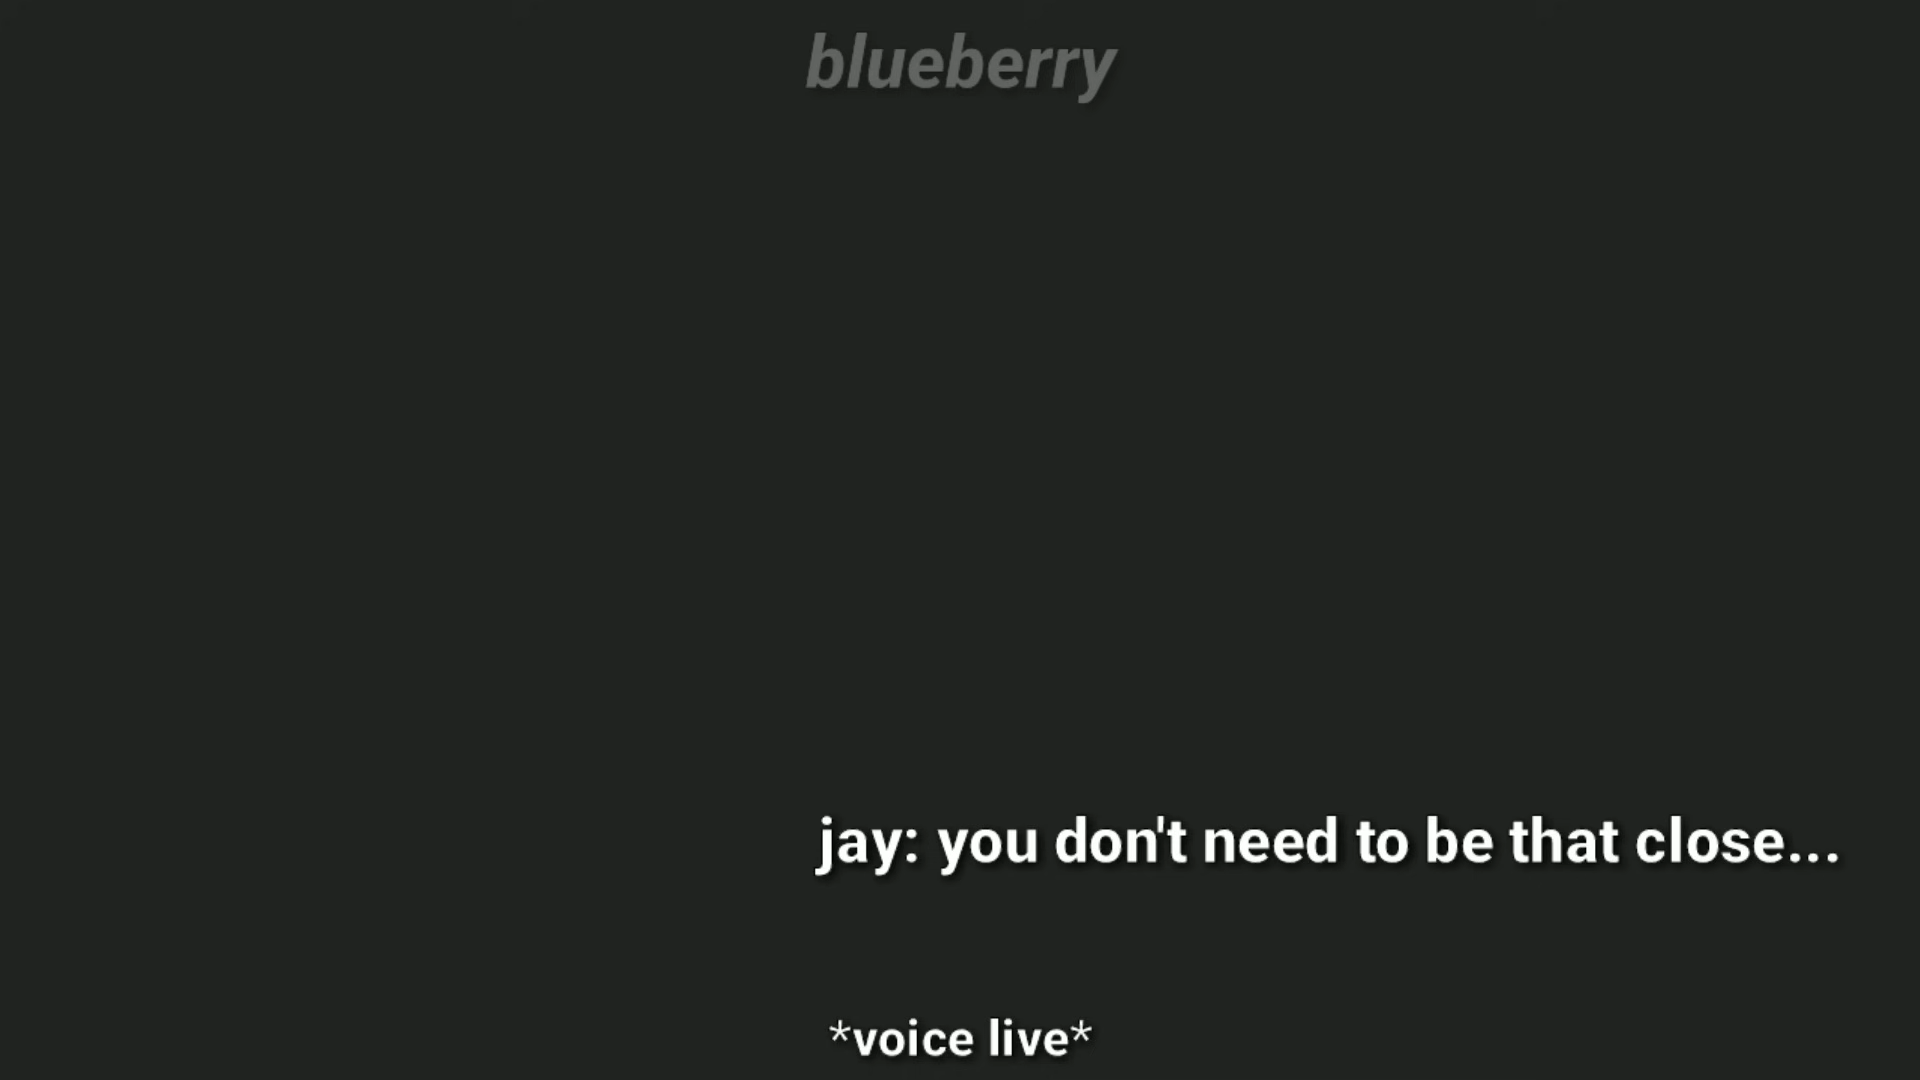 blueberry
jay: you don't need to be that close...
*voice live*